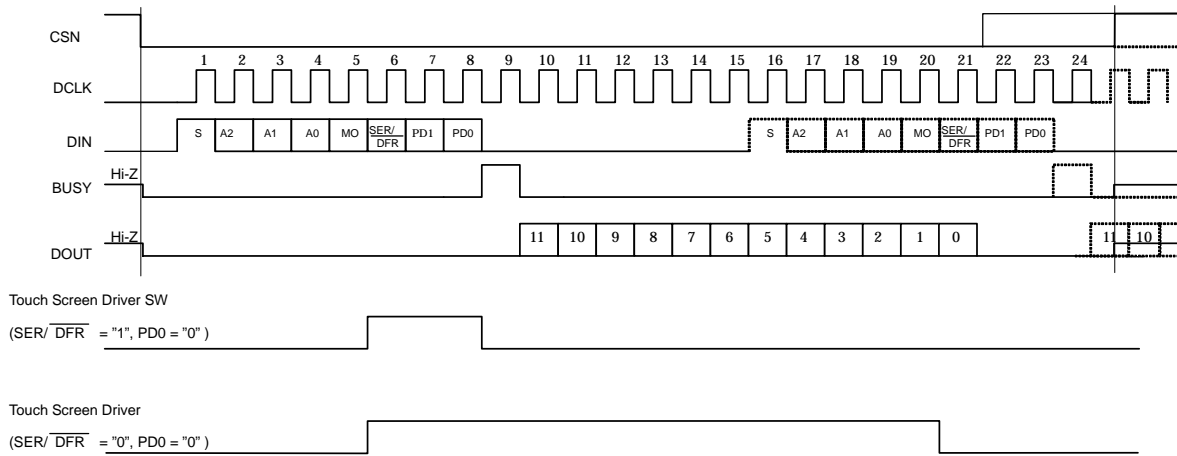 CSN
1 2 3 4 5 6 7 8 9 10 11 12 13 14 15 16 17 18 19 20 21 22 23 24
DCLK
DIN S A2 A1 A0 MO SER/DFR PD1 PD0 S A2 A1 A0 MO SER/DFR PD1 PD0
Hi-Z
BUSY
Hi-Z
DOUT 11 10 9 8 7 6 5 4 3 2 1 0 11 10
Touch Screen Driver SW
(SER/ DFR = ”1”, PD0 = ”0” )
Touch Screen Driver
(SER/ DFR = ”0”, PD0 = ”0” )